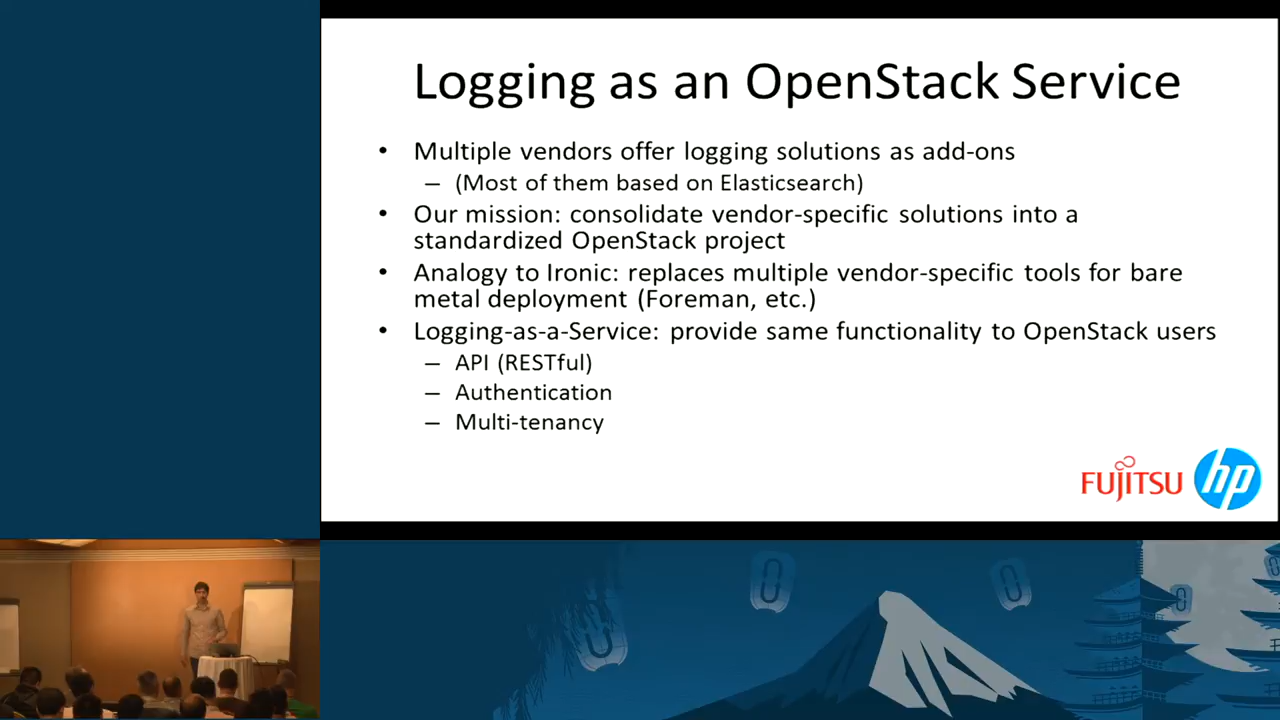 Logging as an OpenStack Service
• Multiple vendors offer logging solutions as add-ons
– (Most of them based on Elasticsearch)
• Our mission: consolidate vendor-specific solutions into a
standardized OpenStack project
• Analogy to Ironic: replaces multiple vendor-specific tools for bare
metal deployment (Foreman, etc.)
• Logging-as-a-Service: provide same functionality to OpenStack users
– API (RESTful)
– Authentication
– Multi-tenancy
FUJITSU hp